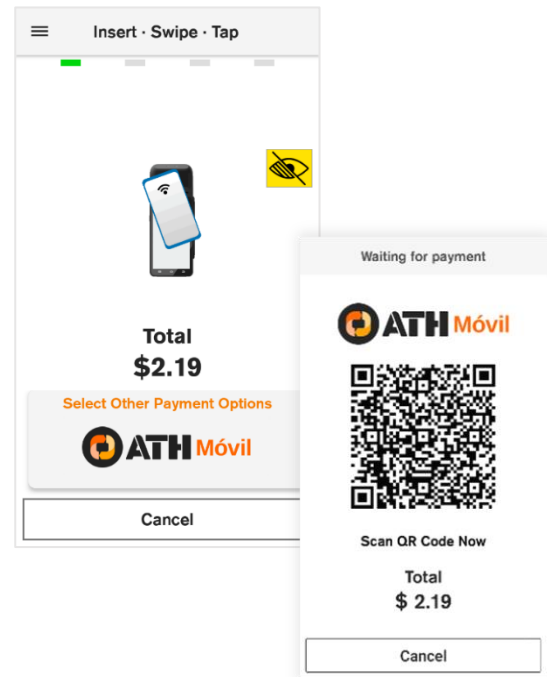 Insert · Swipe · Tap
Total
$2.19
Select Other Payment Options
ATH Móvil
Cancel
Waiting for payment
ATH Móvil
Scan QR Code Now
Total
$ 2.19
Cancel